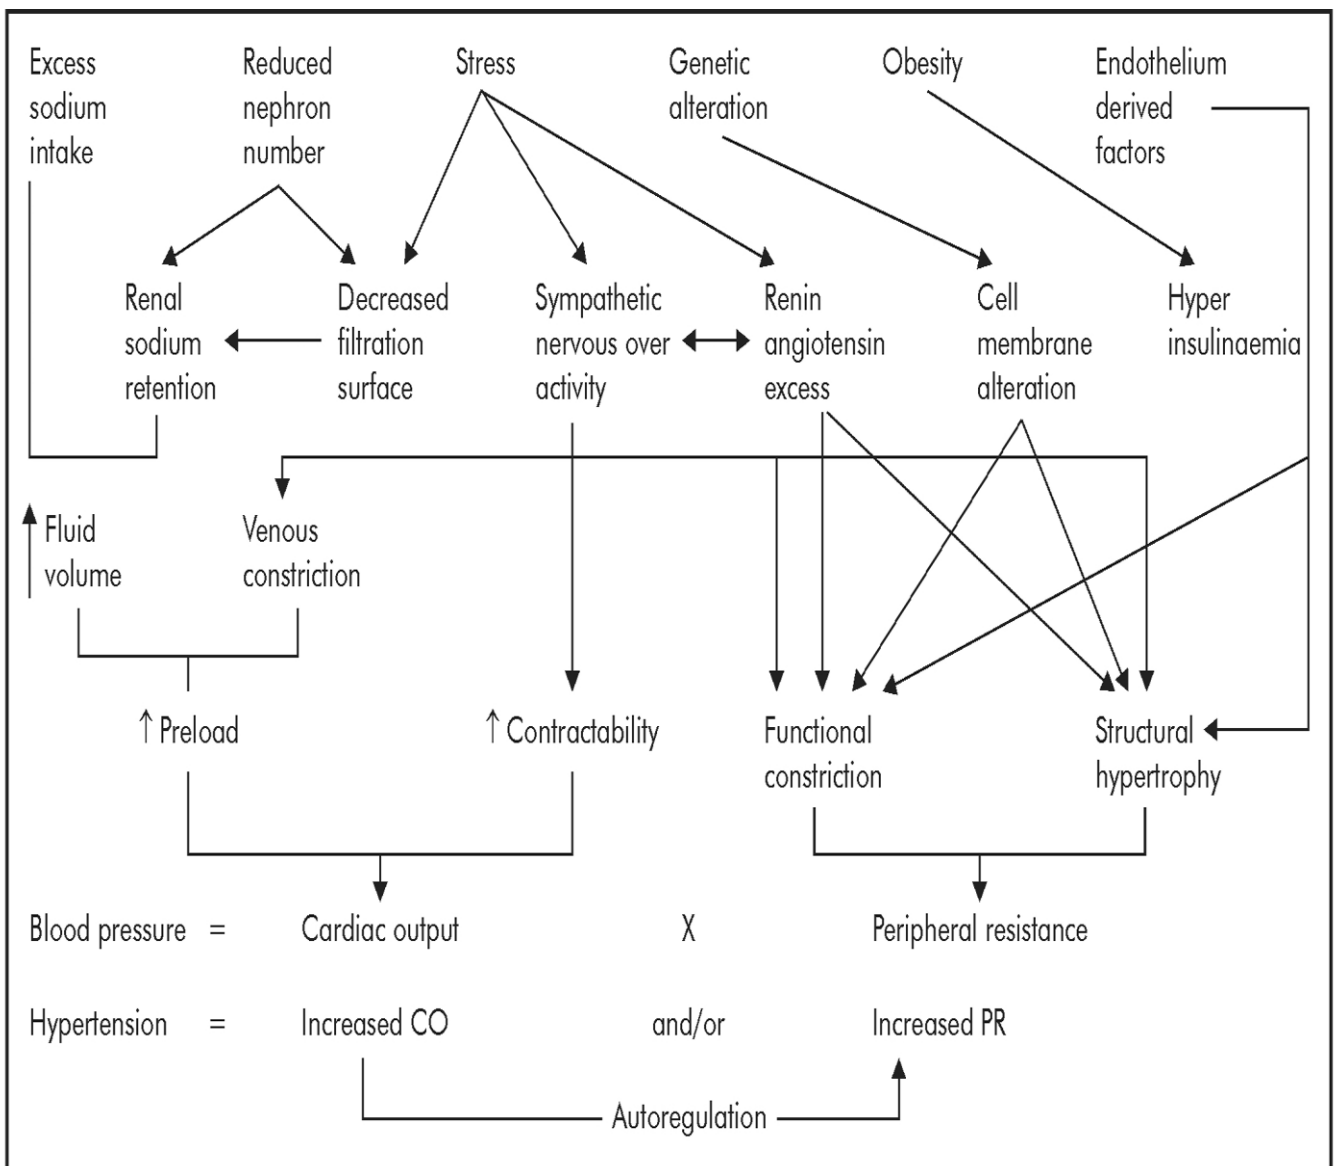 Excess
sodium
intake
Reduced
nephron
number
Stress
Genetic
alteration
Obesity
Endothelium
derived
factors
Renal
sodium
retention
Decreased
filtration
surface
Sympathetic
nervous over
activity
Renin
angiotensin
excess
Cell
membrane
alteration
Hyper
insulinaemia
Fluid
volume
Venous
constriction
↑ Preload
↑ Contractability
Functional
constriction
Structural
hypertrophy
Blood pressure = Cardiac output X Peripheral resistance
Hypertension = Increased CO and/or Increased PR
Autoregulation